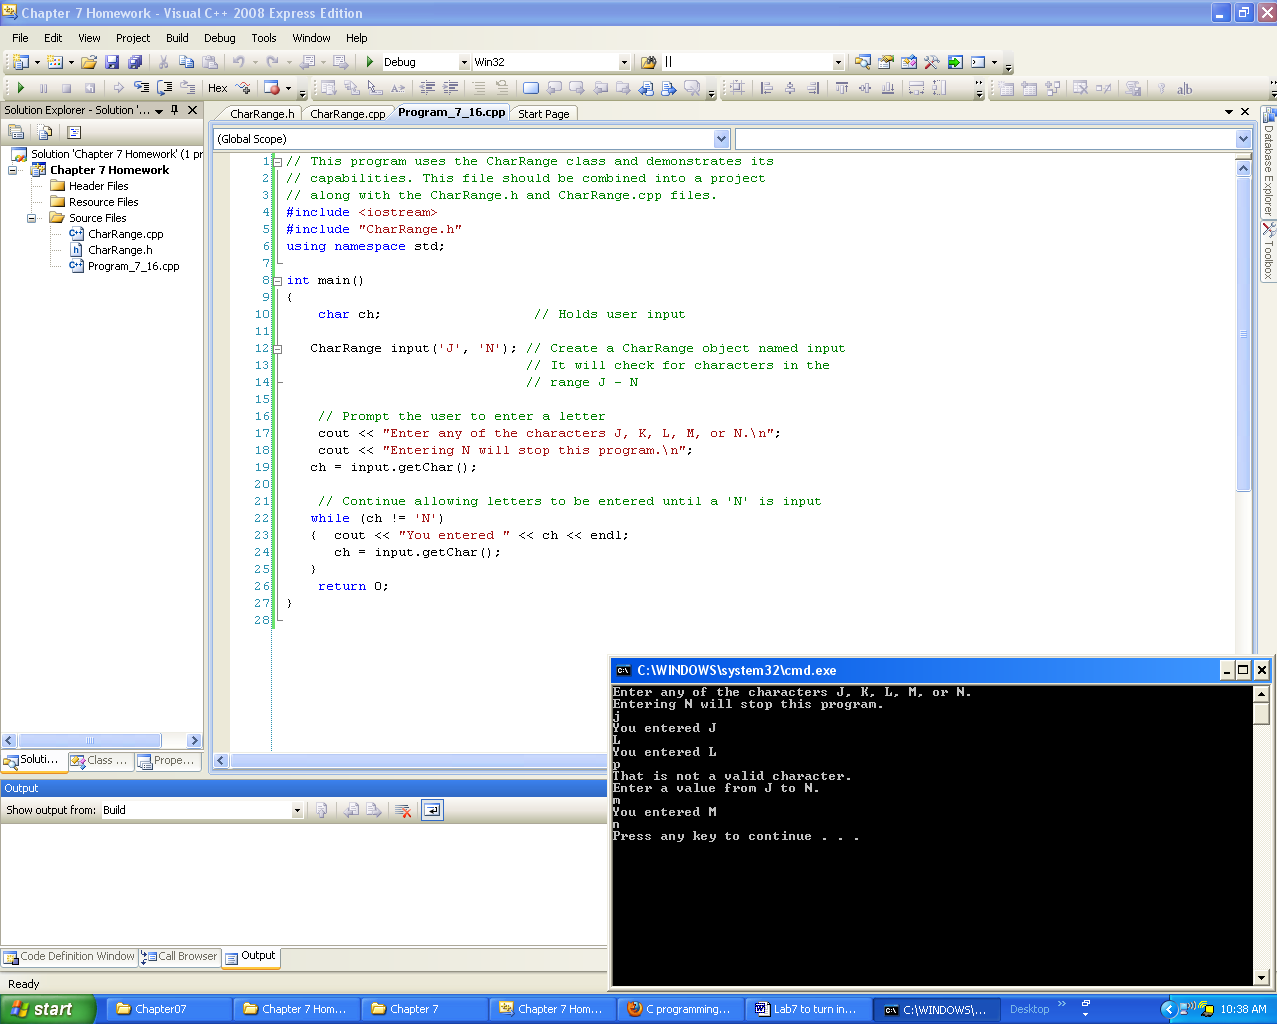 Chapter 7 Homework - Visual C++ 2008 Express Edition
File Edit View Project Build Debug Tools Window Help
Debug Win32 ||
Hex
Solution Explorer - Solution '...
CharRange.h CharRange.cpp Program_7_16.cpp Start Page
(Global Scope)
Solution 'Chapter 7 Homework' (1 pr
Chapter 7 Homework
Header Files
Resource Files
Source Files
CharRange.cpp
CharRange.h
Program_7_16.cpp
Soluti... Class ... Prope...
1 // This program uses the CharRange class and demonstrates its
2 // capabilities. This file should be combined into a project
3 // along with the CharRange.h and CharRange.cpp files.
4 #include <iostream>
5 #include "CharRange.h"
6 using namespace std;
7
8 int main()
9 {
10 char ch; // Holds user input
11
12 CharRange input('J', 'N'); // Create a CharRange object named input
13 // It will check for characters in the
14 // range J - N
15
16 // Prompt the user to enter a letter
17 cout << "Enter any of the characters J, K, L, M, or N.\n";
18 cout << "Entering N will stop this program.\n";
19 ch = input.getChar();
20
21 // Continue allowing letters to be entered until a 'N' is input
22 while (ch != 'N')
23 { cout << "You entered " << ch << endl;
24 ch = input.getChar();
25 }
26 return 0;
27 }
28
Database Explorer
Toolbox
Output
Show output from: Build
Code Definition Window Call Browser Output
Ready
C:\WINDOWS\system32\cmd.exe
Enter any of the characters J, K, L, M, or N.
Entering N will stop this program.
j
You entered J
L
You entered L
p
That is not a valid character.
Enter a value from J to N.
m
You entered M
n
Press any key to continue . . .
start Chapter07 Chapter 7 Hom... Chapter 7 Chapter 7 Hom... C programming... Lab7 to turn in... C:\WINDOWS\... Desktop 10:38 AM